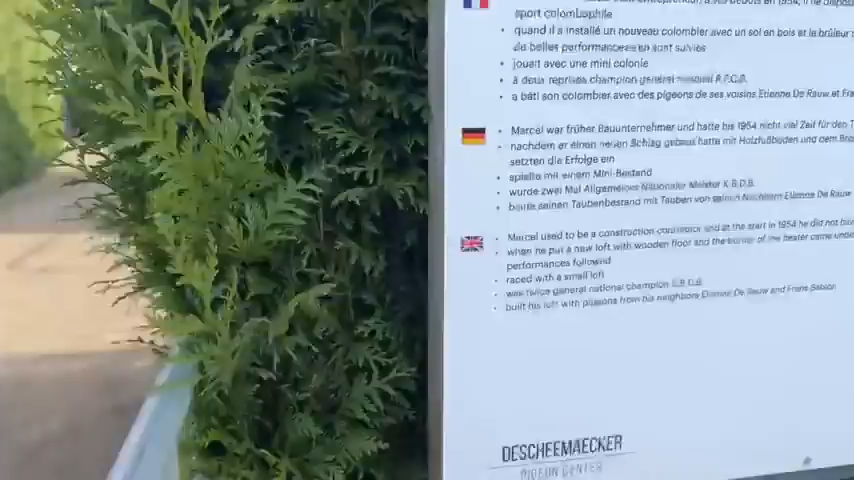 sport colombophile
quand il a installé un nouveau colombier avec un sol en bois et le brûleur
de belles performances en sont suivies
jouait avec une mini colonie
à deux reprises champion général national R.F.C.B.
a bâti son colombier avec des pigeons de ses voisins Etienne De Rauw et
Marcel war früher Bauunternehmer und hatte bis 1954 nicht viel Zeit für den
nachdem er einen neuen Schlag gebaut hatte mit Holzfußboden und dem
setzten die Erfolge ein
spielte mit einem Mini-Bestand
wurde zwei Mal Allgemeiner Nationaler Meister K.B.D.B.
baute seinen Taubenbestand mit Tauben von seinen Nachbarn Etienne De Rauw
Marcel used to be a construction contractor and at the start in 1954 he did not
when he put a new loft with wooden floor and the burner of the heater came
performances followed
raced with a small loft
was twice general national champion
built his loft with pigeons from his neighbors Etienne De Rauw and Frans
DESCHEEMAECKER
PIGEON CENTER